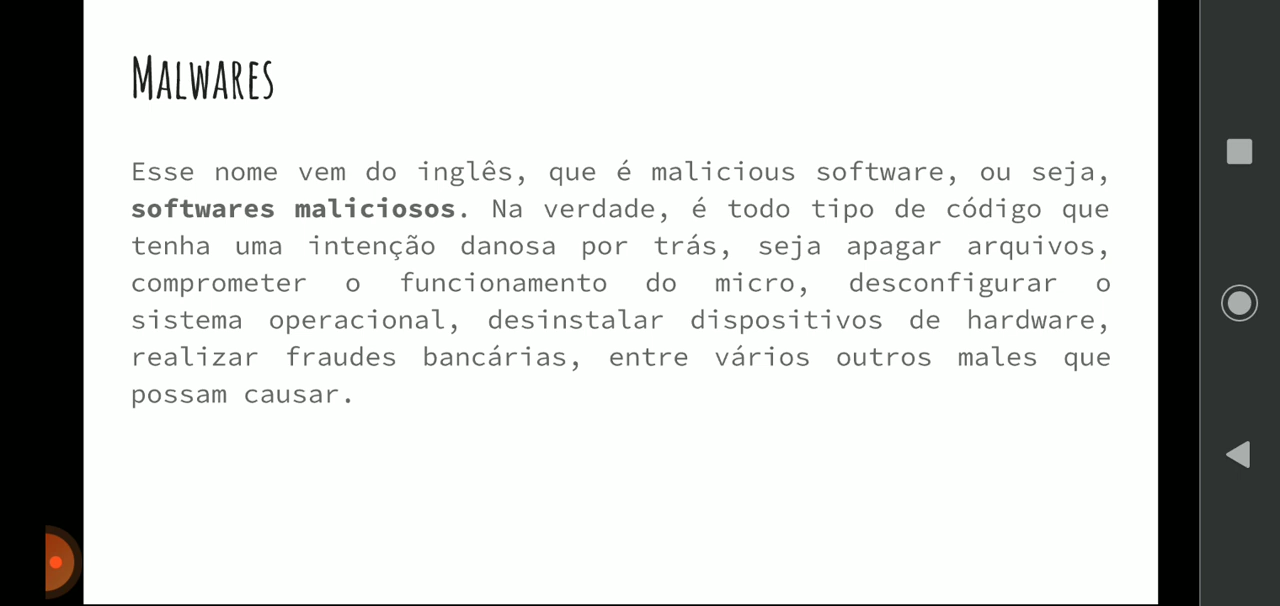 Malwares
Esse nome vem do inglês, que é malicious software, ou seja,
softwares maliciosos. Na verdade, é todo tipo de código que
tenha uma intenção danosa por trás, seja apagar arquivos,
comprometer o funcionamento do micro, desconfigurar o
sistema operacional, desinstalar dispositivos de hardware,
realizar fraudes bancárias, entre vários outros males que
possam causar.